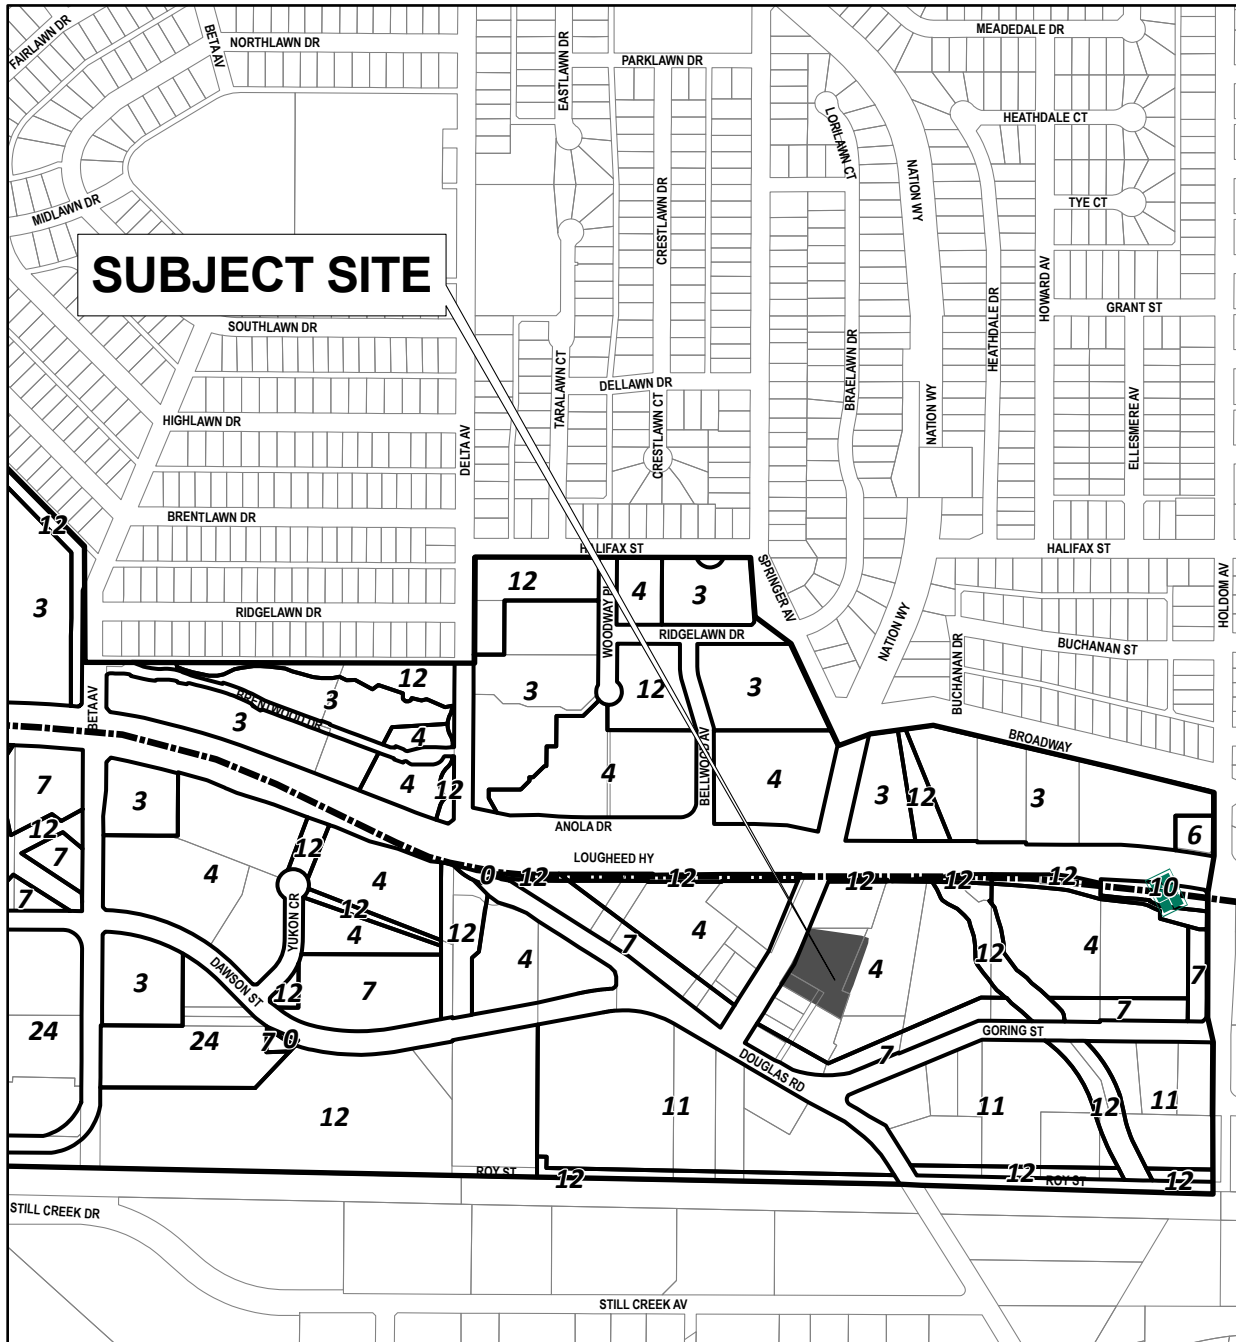 MEADEDALE DR
FAIRLAWN DR
BETA AV
NORTHLAWN DR
EASTLAWN DR
PARKLAWN DR
LORILAWN CT
HEATHDALE CT
NATION WY
MIDLAWN DR
CRESTLAWN DR
TYE CT
SUBJECT SITE
HOWARD AV
GRANT ST
SOUTHLAWN DR
HEATHDALE DR
BRAELAWN DR
TARALAWN CT
DELLAWN DR
HIGHLAWN DR
DELTA AV
CRESTLAWN CT
NATION WY
ELLESMERE AV
BRENTLAWN DR
12
HALIFAX ST
HALIFAX ST
SPRINGER AV
HOLDOM AV
12
WOODWAY PL
4
3
3
RIDGELAWN DR
RIDGELAWN DR
NATION WY
BUCHANAN DR
BUCHANAN ST
12
3
BRENTWOOD DR
3
3
12
3
BETA AV
4
BROADWAY
7
3
4
12
4
BELLWOOD AV
4
3
12
3
12
7
ANOLA DR
6
LOUGHEED HY
12
4
4
0
12
12
12
12
12
10
7
12
4
YUKON CR
12
4
7
4
SUBJECT SITE
4
12
4
7
3
DAWSON ST
12
7
7
24
24
7
0
GORING ST
7
DOUGLAS RD
12
11
11
12
11
ROY ST
12
12
ROY ST
12
STILL CREEK DR
STILL CREEK AV